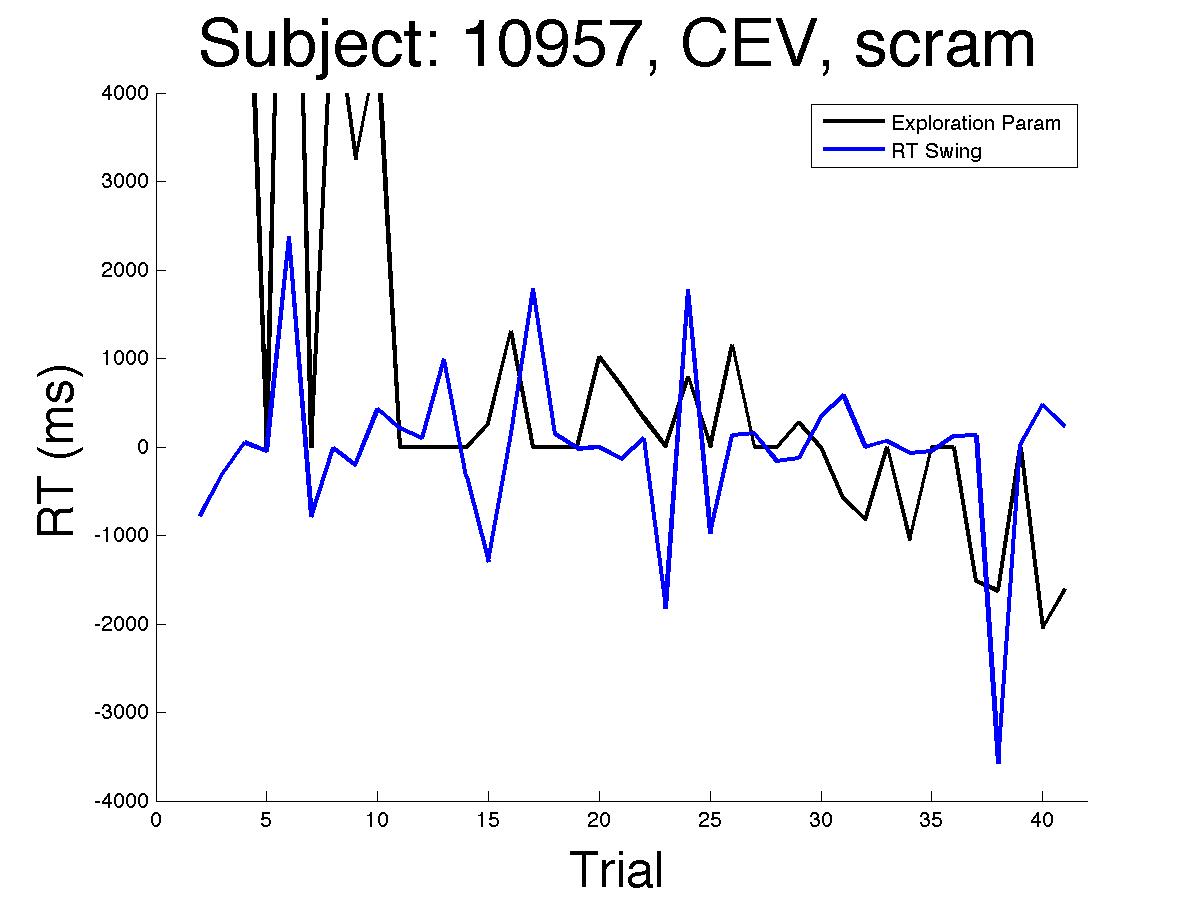 Subject: 10957, CEV, scram
4000
3000
2000
1000
0
-1000
-2000
-3000
-4000
RT (ms)
Exploration Param
RT Swing
0 5 10 15 20 25 30 35 40
Trial